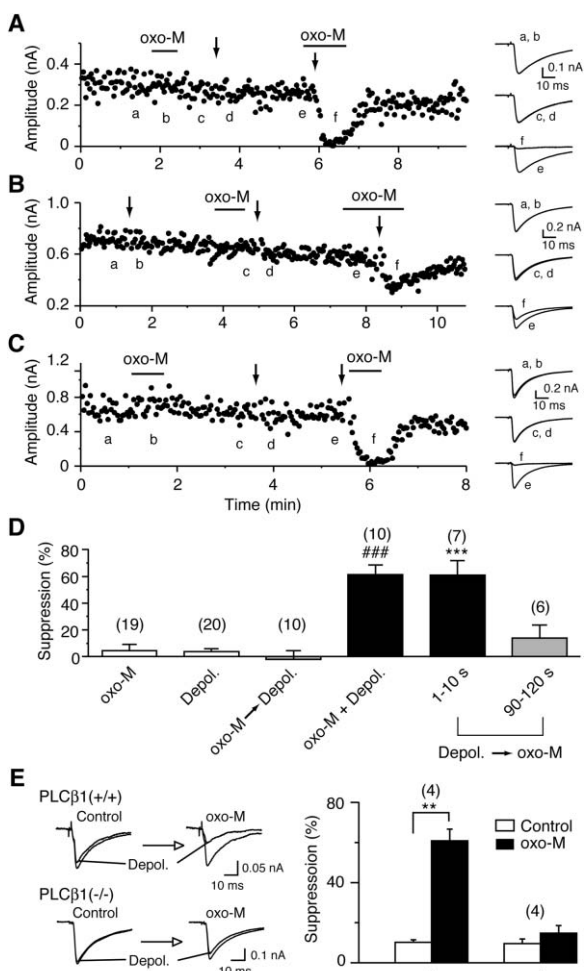 A
Amplitude (nA)
0.4
0.2
0
oxo-M
oxo-M
a b c d e f
0 2 4 6 8
a, b
0.1 nA
10 ms
c, d
f
e
B
Amplitude (nA)
1.0
0.6
0.2
oxo-M
oxo-M
a b c d e f
0 2 4 6 8 10
a, b
0.2 nA
10 ms
c, d
f
e
C
Amplitude (nA)
1.2
0.8
0.4
0
oxo-M
oxo-M
a b c d e f
0 2 4 6 8
Time (min)
a, b
0.2 nA
10 ms
c, d
f
e
D
Suppression (%)
80
60
40
20
0
(19) (20) (10) (10) (7) (6)
### ***
oxo-M
Depol.
oxo-M → Depol.
oxo-M + Depol.
1-10 s
90-120 s
Depol. → oxo-M
E
PLCβ1(+/+)
Control oxo-M
Depol.
0.05 nA
10 ms
PLCβ1(-/-)
Control oxo-M
Depol.
0.1 nA
10 ms
Suppressoion (%)
80
60
40
20
0
(4)
**
(4)
Control
oxo-M